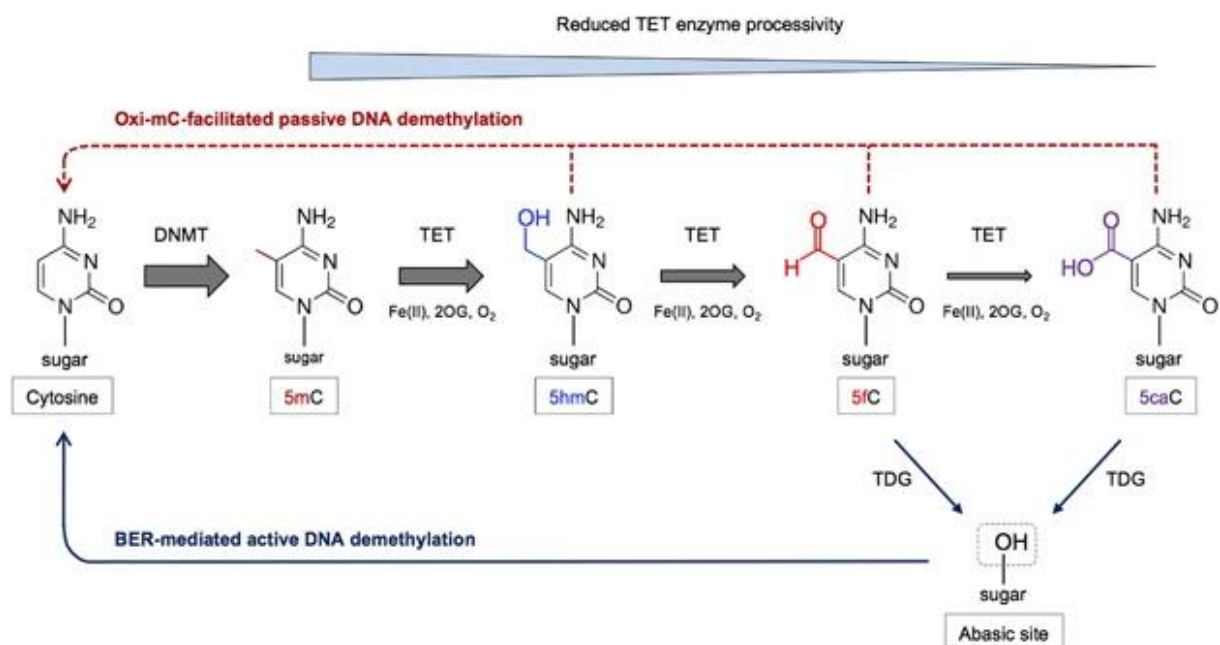 Reduced TET enzyme processivity
Oxi-mC-facilitated passive DNA demethylation
NH₂
N
N
O
sugar
Cytosine
DNMT
NH₂
N
N
O
sugar
5mC
TET
Fe(II), 2OG, O₂
OH
NH₂
N
N
O
sugar
5hmC
TET
Fe(II), 2OG, O₂
O
H
NH₂
N
N
O
sugar
5fC
TET
Fe(II), 2OG, O₂
O
HO
NH₂
N
N
O
sugar
5caC
TDG
TDG
BER-mediated active DNA demethylation
OH
sugar
Abasic site